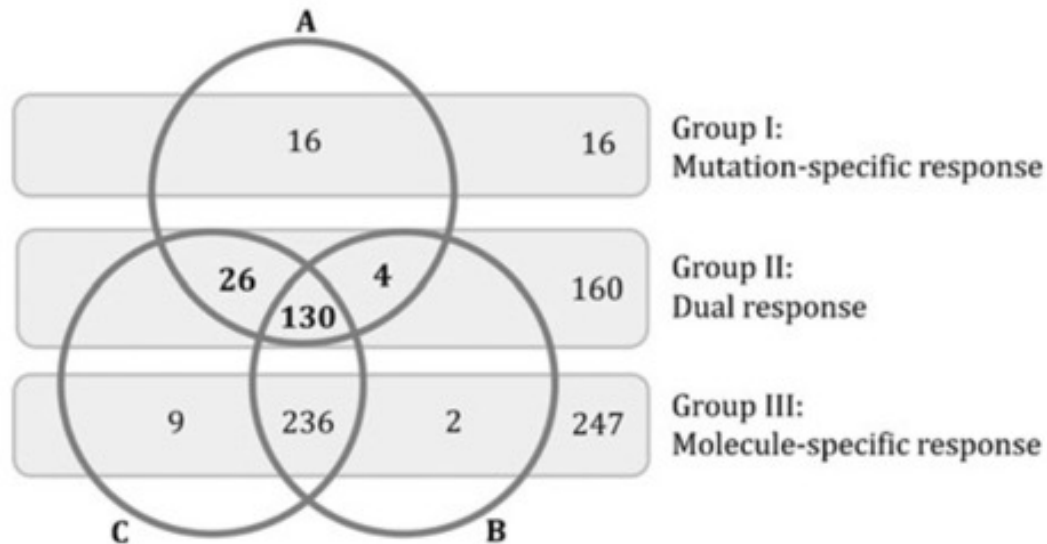 A
16
16
Group I:
Mutation-specific response
26
4
130
160
Group II:
Dual response
9
236
2
247
Group III:
Molecule-specific response
C
B